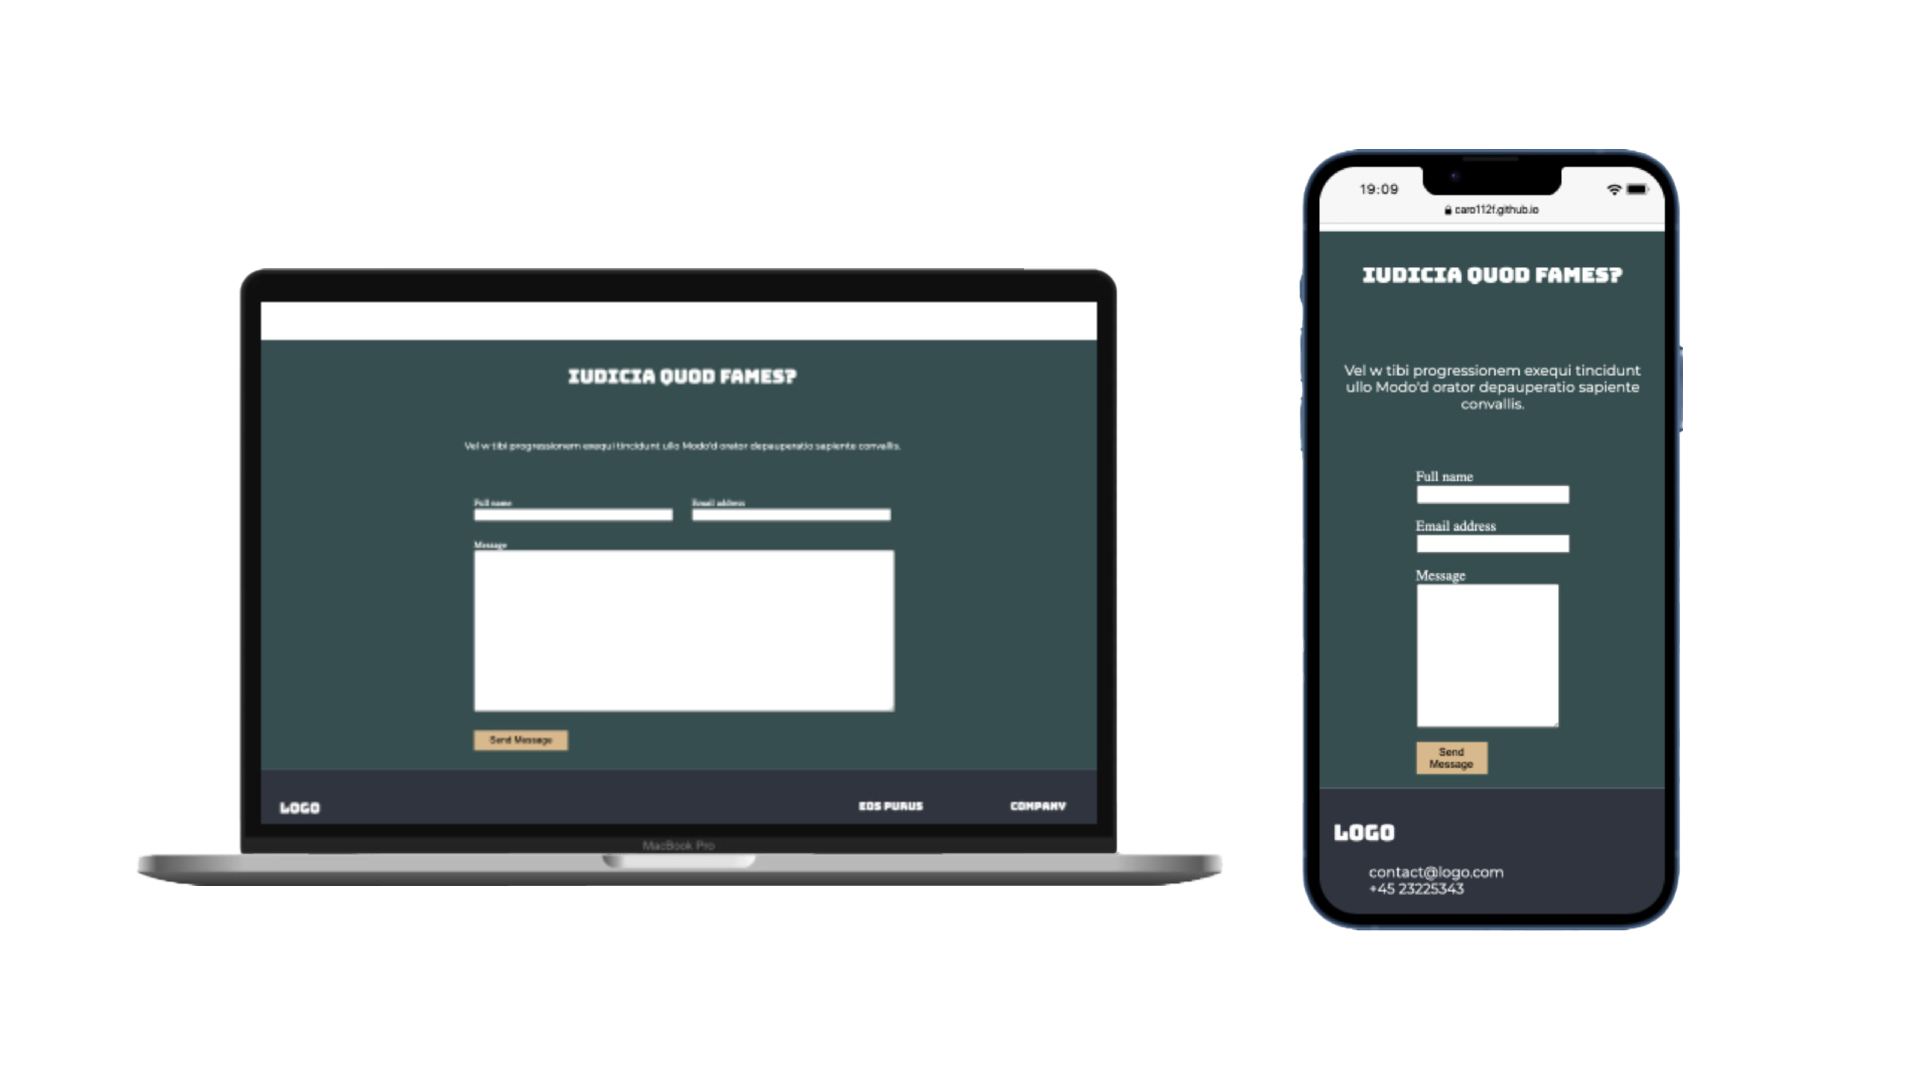 IUDICIA QUOD FAMES?
Vel w tibi progressionem exequi tincidunt ullo Modo'd orator depauperatio sapiente convallis.
Full name
Email address
Message
Send Message
LOGO
EOS PURUS
COMPANY
MacBook Pro
19:09
caro112f.github.io
IUDICIA QUOD FAMES?
Vel w tibi progressionem exequi tincidunt
ullo Modo'd orator depauperatio sapiente
convallis.
Full name
Email address
Message
Send
Message
LOGO
contact@logo.com
+45 23225343